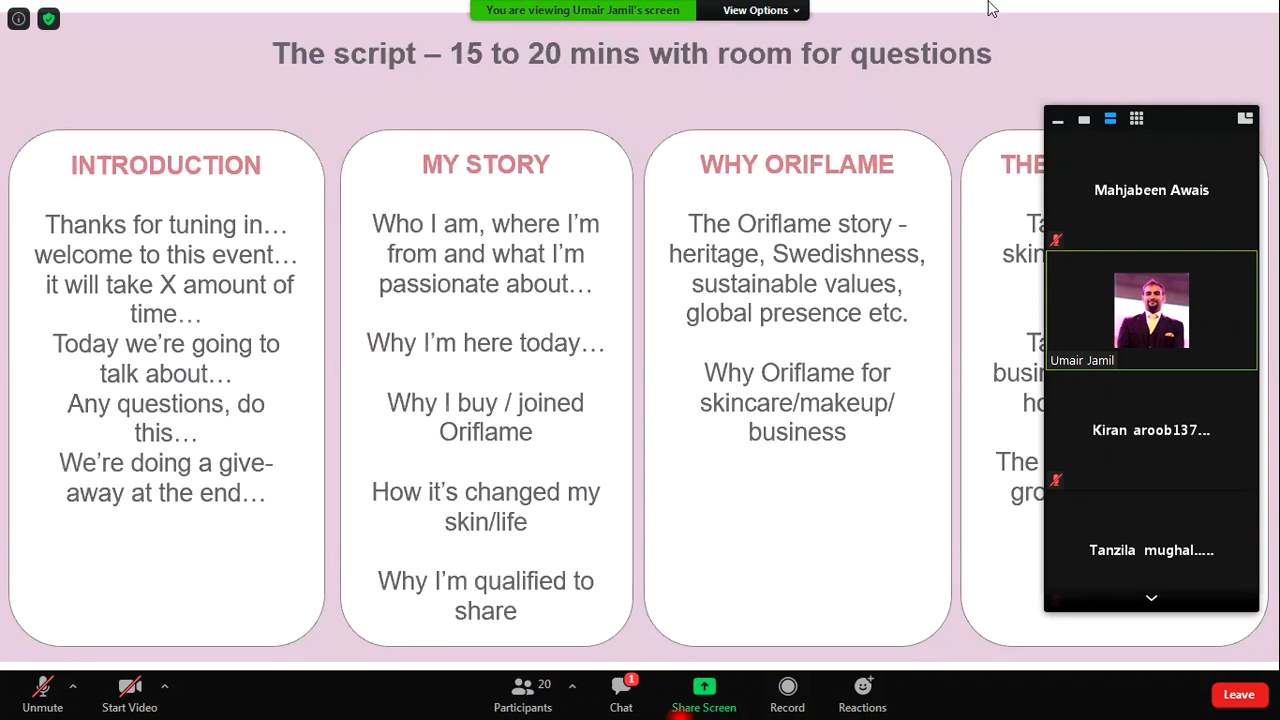 You are viewing Umair Jamil's screen
View Options
The script – 15 to 20 mins with room for questions
INTRODUCTION
Thanks for tuning in…
welcome to this event…
it will take X amount of
time…
Today we're going to
talk about…
Any questions, do
this…
We're doing a give-
away at the end…
MY STORY
Who I am, where I'm
from and what I'm
passionate about…
Why I'm here today…
Why I buy / joined
Oriflame
How it's changed my
skin/life
Why I'm qualified to
share
WHY ORIFLAME
The Oriflame story -
heritage, Swedishness,
sustainable values,
global presence etc.
Why Oriflame for
skincare/makeup/
business
THE
The
Mahjabeen Awais
Umair Jamil
Kiran aroob137...
Tanzila mughal.....
Unmute
Start Video
20
Participants
1
Chat
Share Screen
Record
Reactions
Leave